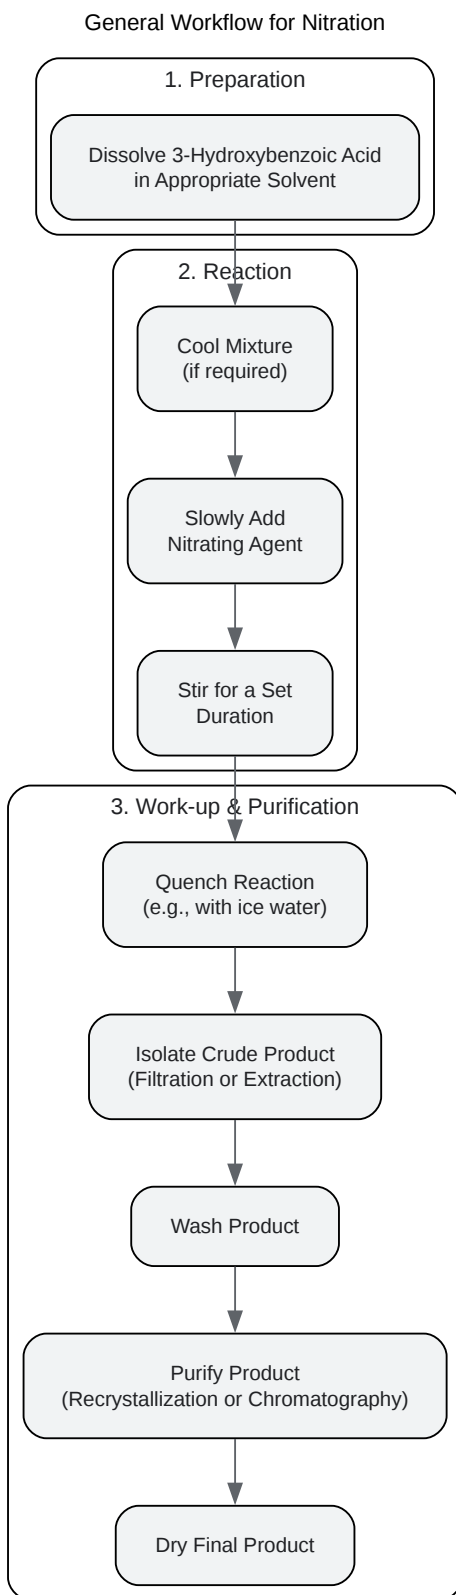 General Workflow for Nitration
1. Preparation
Dissolve 3-Hydroxybenzoic Acid
in Appropriate Solvent
2. Reaction
Cool Mixture
(if required)
Slowly Add
Nitrating Agent
Stir for a Set
Duration
3. Work-up & Purification
Quench Reaction
(e.g., with ice water)
Isolate Crude Product
(Filtration or Extraction)
Wash Product
Purify Product
(Recrystallization or Chromatography)
Dry Final Product